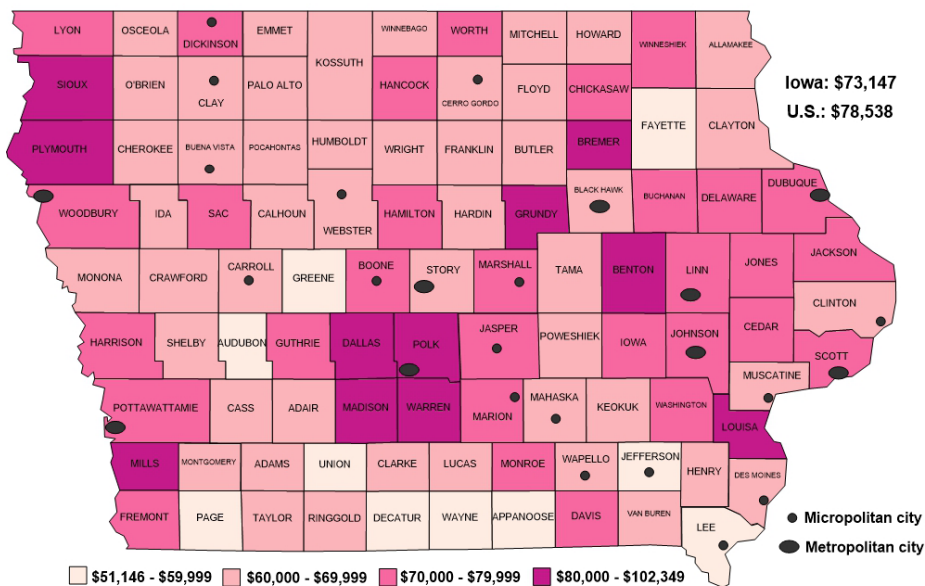 LYON OSCEOLA DICKINSON EMMET WINNEBAGO WORTH MITCHELL HOWARD WINNESHIEK ALLAMAKEE
KOSSUTH
SIOUX O'BRIEN CLAY PALO ALTO HANCOCK CERRO GORDO FLOYD CHICKASAW
Iowa: $73,147
U.S.: $78,538
FAYETTE CLAYTON
PLYMOUTH CHEROKEE BUENA VISTA POCAHONTAS HUMBOLDT WRIGHT FRANKLIN BUTLER BREMER
WOODBURY IDA SAC CALHOUN WEBSTER HAMILTON HARDIN GRUNDY BLACK HAWK BUCHANAN DELAWARE DUBUQUE
MONONA CRAWFORD CARROLL GREENE BOONE STORY MARSHALL TAMA BENTON LINN JONES JACKSON
CLINTON
HARRISON SHELBY AUDUBON GUTHRIE DALLAS POLK JASPER POWESHIEK IOWA JOHNSON CEDAR SCOTT
MUSCATINE
POTTAWATTAMIE CASS ADAIR MADISON WARREN MARION MAHASKA KEOKUK WASHINGTON LOUISA
MILLS MONTGOMERY ADAMS UNION CLARKE LUCAS MONROE WAPELLO JEFFERSON HENRY DES MOINES
FREMONT PAGE TAYLOR RINGGOLD DECATUR WAYNE APPANOOSE DAVIS VAN BUREN LEE
Micropolitan city
Metropolitan city
$51,146 - $59,999 $60,000 - $69,999 $70,000 - $79,999 $80,000 - $102,349